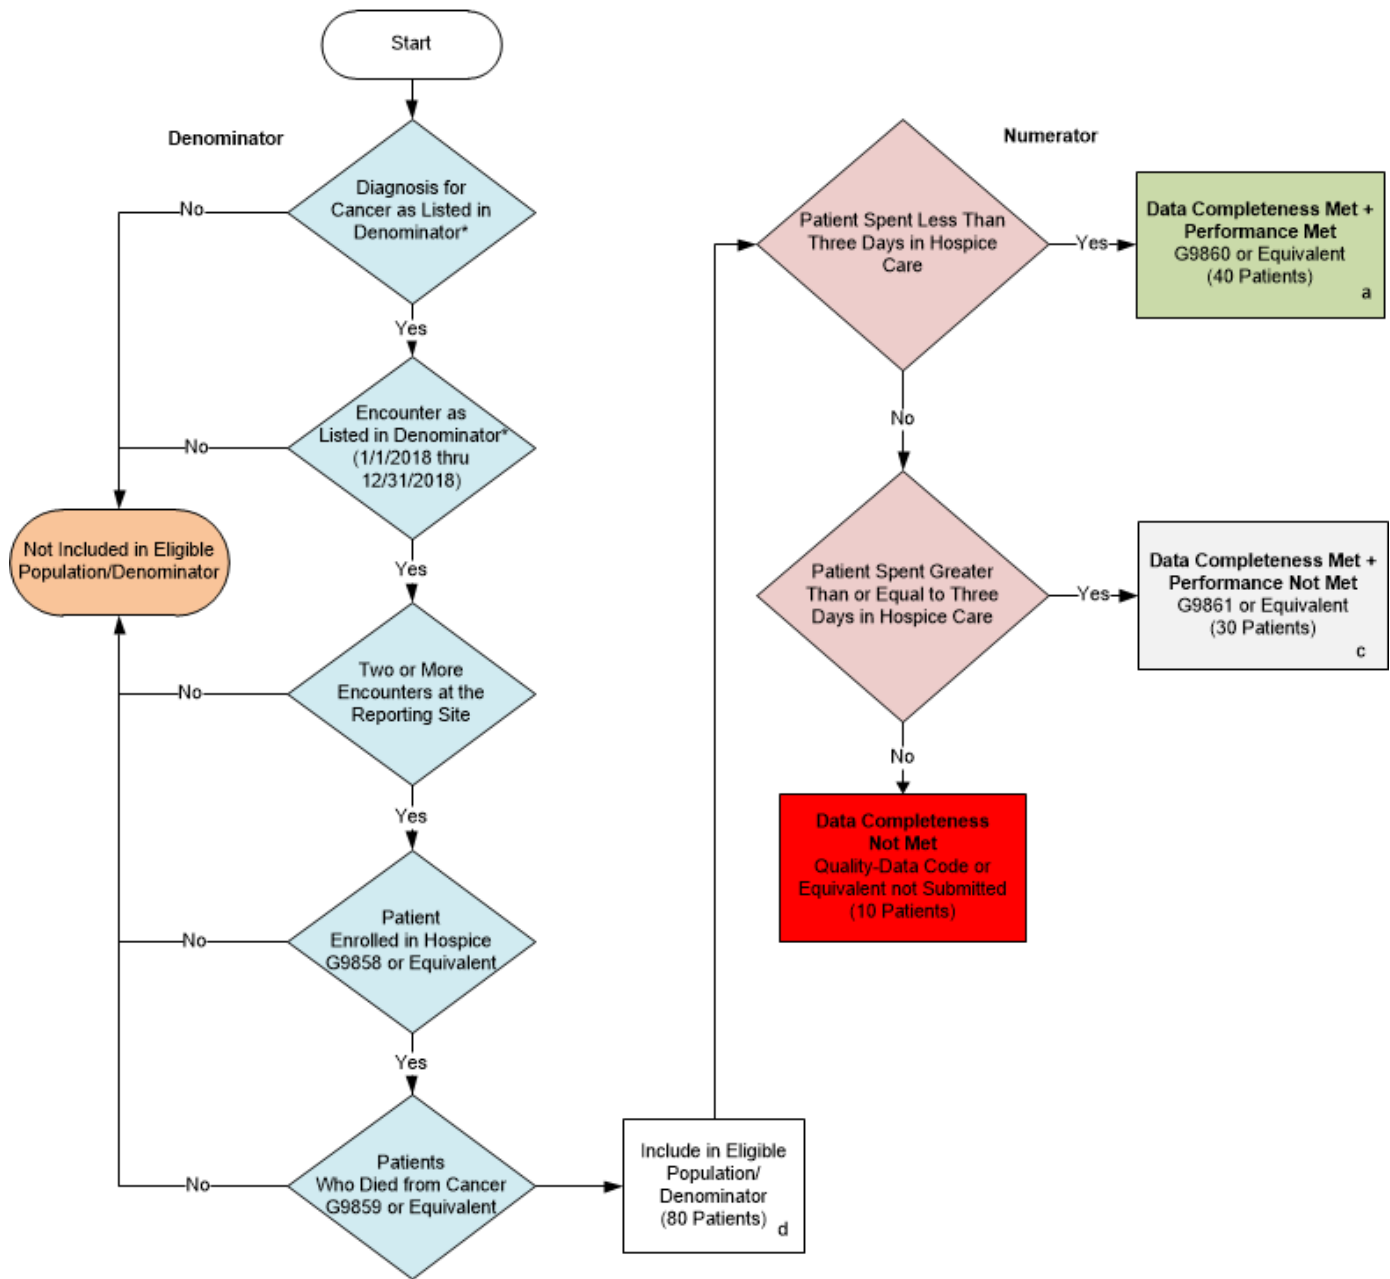 Start
Denominator
Diagnosis for
Cancer as Listed in
Denominator*
No
Yes
Encounter as
Listed in Denominator*
(1/1/2018 thru
12/31/2018)
No
Yes
Not Included in Eligible
Population/Denominator
Two or More
Encounters at the
Reporting Site
No
Yes
Patient
Enrolled in Hospice
G9858 or Equivalent
No
Yes
Patients
Who Died from Cancer
G9859 or Equivalent
No
Include in Eligible
Population/
Denominator
(80 Patients)
d
Numerator
Patient Spent Less Than
Three Days in Hospice
Care
Yes
Data Completeness Met +
Performance Met
G9860 or Equivalent
(40 Patients)
a
No
Patient Spent Greater
Than or Equal to Three
Days in Hospice Care
Yes
Data Completeness Met +
Performance Not Met
G9861 or Equivalent
(30 Patients)
c
No
Data Completeness
Not Met
Quality-Data Code or
Equivalent not Submitted
(10 Patients)